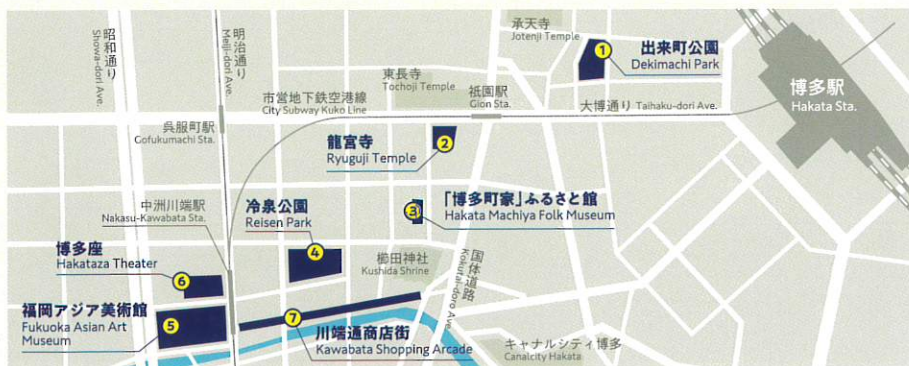 昭和通り
Showa-dori Ave.
明治通り
Meiji-dori Ave.
承天寺
Jotenji Temple
1
出来町公園
Dekimachi Park
博多駅
Hakata Sta.
東長寺
Tochoji Temple
祇園駅
Gion Sta.
市営地下鉄空港線
City Subway Kuko Line
大博通り Taihaku-dori Ave.
呉服町駅
Gofukumachi Sta.
龍宮寺
Ryuguji Temple
2
中洲川端駅
Nakasu-Kawabata Sta.
冷泉公園
Reisen Park
4
3
「博多町家」ふるさと館
Hakata Machiya Folk Museum
博多座
Hakataza Theater
6
櫛田神社
Kushida Shrine
国体道路
Kokutai-doro Ave.
福岡アジア美術館
Fukuoka Asian Art
Museum
5
7
川端通商店街
Kawabata Shopping Arcade
キャナルシティ博多
Canalcity Hakata